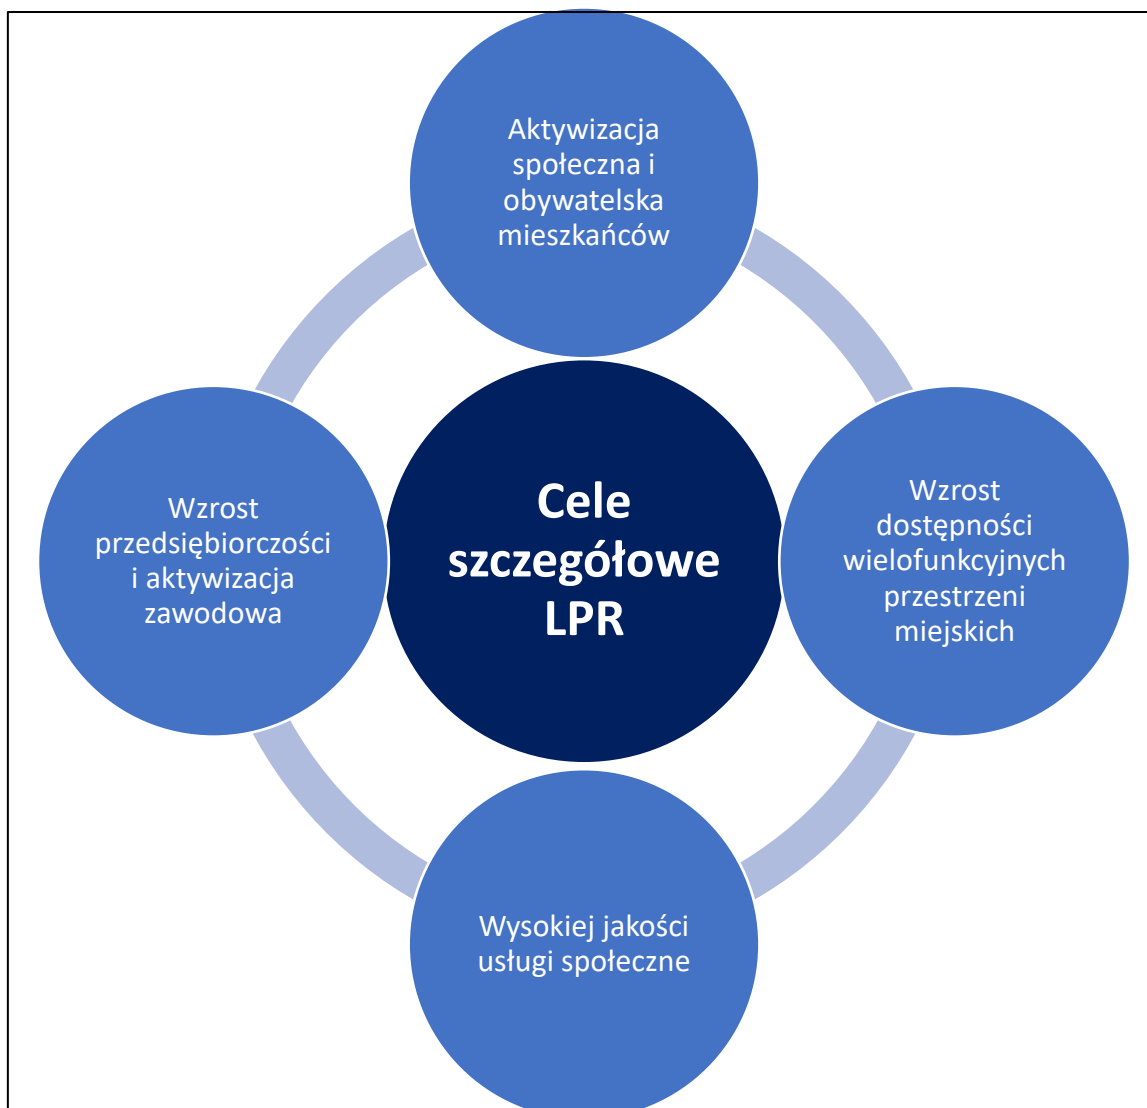 Aktywizacja
społeczna i
obywatelska
mieszkańców
Wzrost
przedsiębiorczości
i aktywizacja
zawodowa
Cele
szczegółowe
LPR
Wzrost
dostępności
wielofunkcyjnych
przestrzeni
miejskich
Wysokiej jakości
usługi społeczne